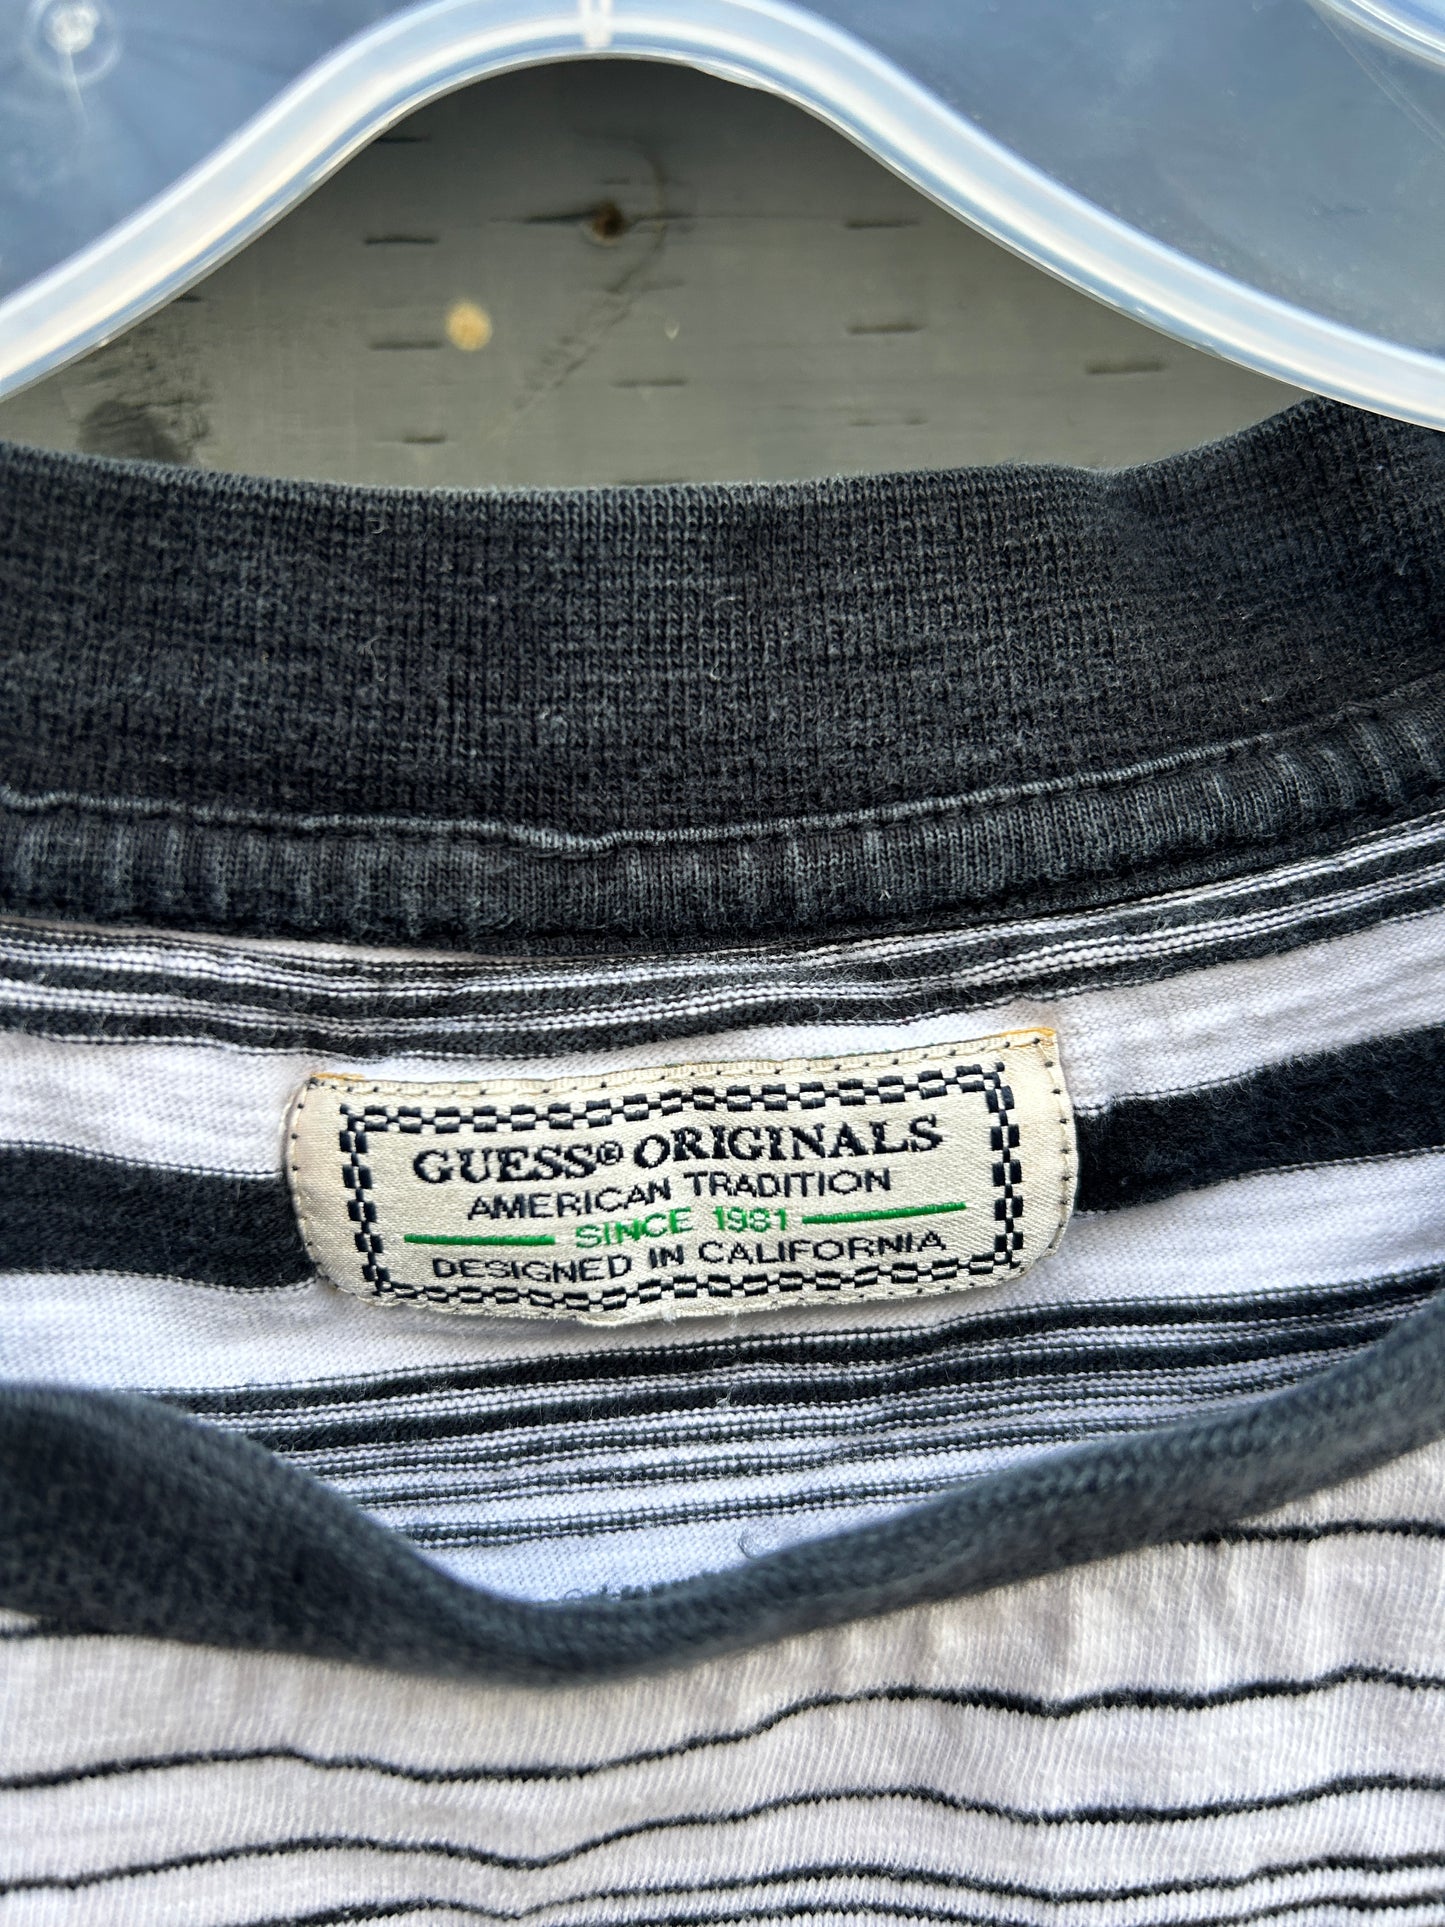 GUESS® ORIGINALS
AMERICAN TRADITION
SINCE 1981
DESIGNED IN CALIFORNIA